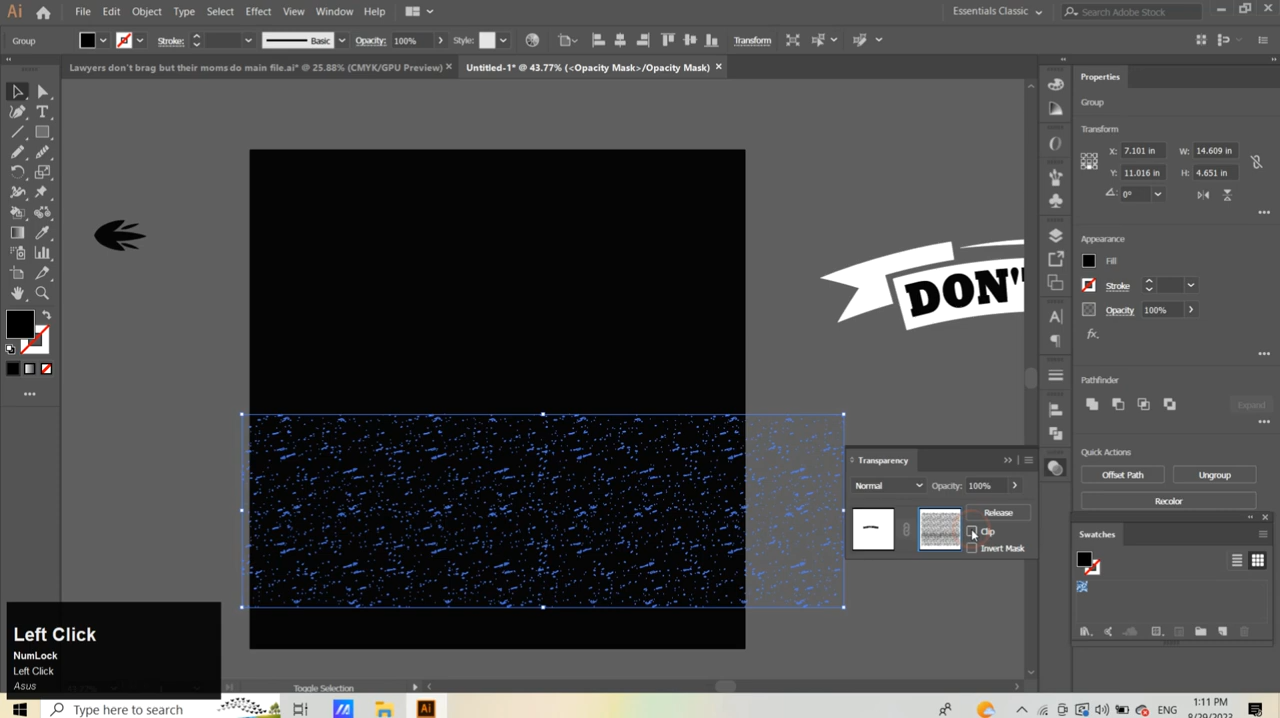 Ai File Edit Object Type Select Effect View Window Help Essentials Classic Search Adobe Stock
Group Stroke: Basic Opacity: 100% Style: Transform
Lawyers don't brag but their moms do main file.ai* @ 25.88% (CMYK/GPU Preview) × Untitled-1* @ 43.77% (<Opacity Mask>/Opacity Mask) ×
Properties
Group
Transform
X: 7.101 in W: 14.609 in
Y: 11.016 in H: 4.651 in
0°
Appearance
Fill
Stroke
Opacity 100%
fx.
DON'
Pathfinder
Expand
Quick Actions
Offset Path Ungroup
Recolor
Transparency
Normal Opacity: 100%
Release
Clip
Invert Mask
Swatches
Left Click
NumLock
Left Click
Asus
Toggle Selection
Type here to search Ai ENG 1:11 PM
8/29/2023